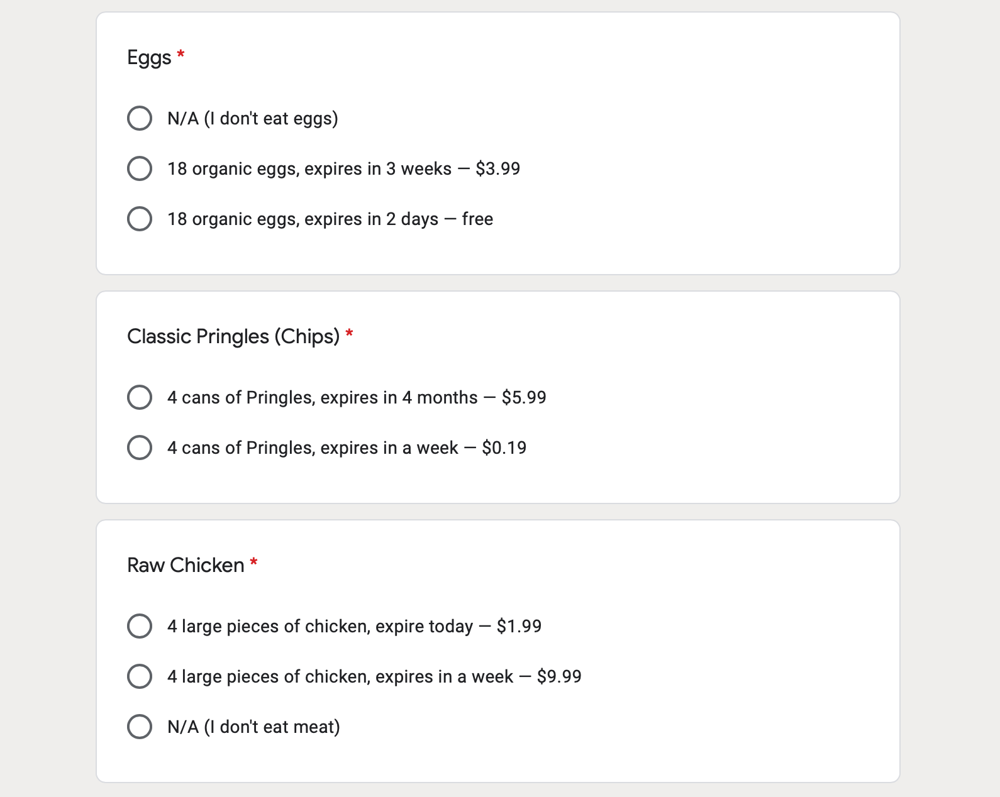 Eggs *
N/A (I don't eat eggs)
18 organic eggs, expires in 3 weeks — $3.99
18 organic eggs, expires in 2 days — free
Classic Pringles (Chips) *
4 cans of Pringles, expires in 4 months — $5.99
4 cans of Pringles, expires in a week — $0.19
Raw Chicken *
4 large pieces of chicken, expire today — $1.99
4 large pieces of chicken, expires in a week — $9.99
N/A (I don't eat meat)